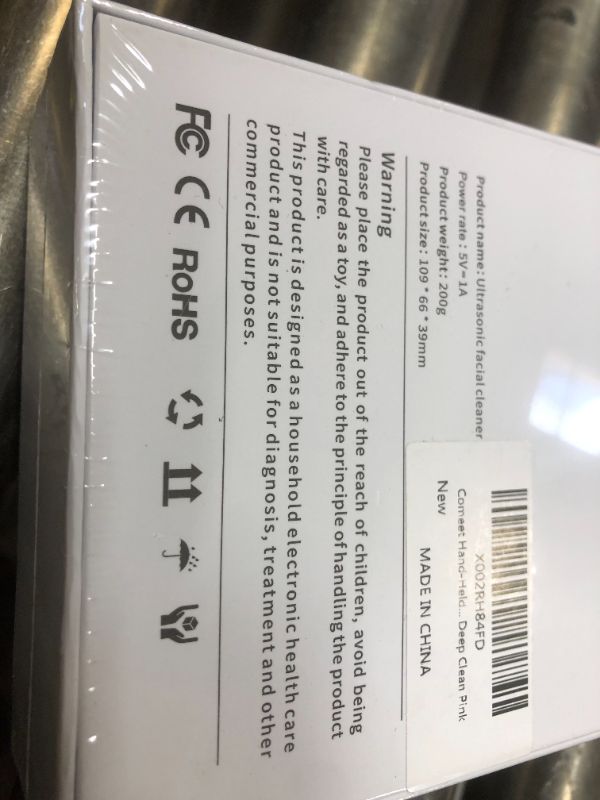 Product name: Ultrasonic facial cleaner
Power rate : 5V=1A
Product weight: 200g
Product size: 109 * 66 * 39mm
X002RH84FD
Comeet Hand-Held... Deep Clean Pink
New
MADE IN CHINA
Warning
Please place the product out of the reach of children, avoid being
regarded as a toy, and adhere to the principle of handling the product
with care.
This product is designed as a household electronic health care
product and is not suitable for diagnosis, treatment and other
commercial purposes.
FC CE RoHS